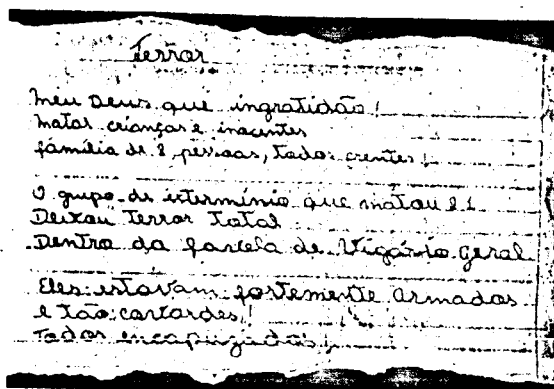 Terror
Meu Deus que ingratidão!
Matar crianças e inocentes
família de 8 pessoas, todos crentes!
O grupo de estermínio que matou 21
Deixou Terror Total
Dentro da favela de Vigário Geral
Eles estavam fortemente armados
e tão covardes!
Todos encapuzados!